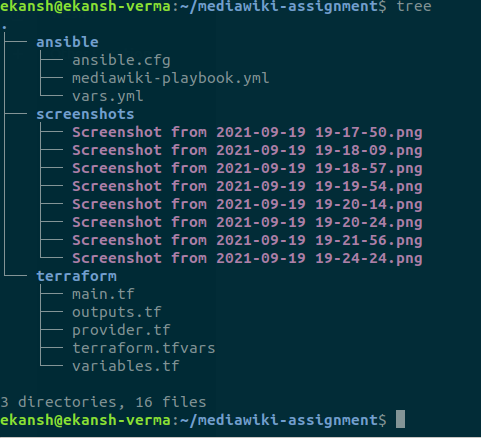 ekansh@ekansh-verma:~/mediawiki-assignment$ tree
.
├── ansible
│   ├── ansible.cfg
│   ├── mediawiki-playbook.yml
│   └── vars.yml
├── screenshots
│   ├── Screenshot from 2021-09-19 19-17-50.png
│   ├── Screenshot from 2021-09-19 19-18-09.png
│   ├── Screenshot from 2021-09-19 19-18-57.png
│   ├── Screenshot from 2021-09-19 19-19-54.png
│   ├── Screenshot from 2021-09-19 19-20-14.png
│   ├── Screenshot from 2021-09-19 19-20-24.png
│   ├── Screenshot from 2021-09-19 19-21-56.png
│   └── Screenshot from 2021-09-19 19-24-24.png
└── terraform
    ├── main.tf
    ├── outputs.tf
    ├── provider.tf
    ├── terraform.tfvars
    └── variables.tf
3 directories, 16 files
ekansh@ekansh-verma:~/mediawiki-assignment$